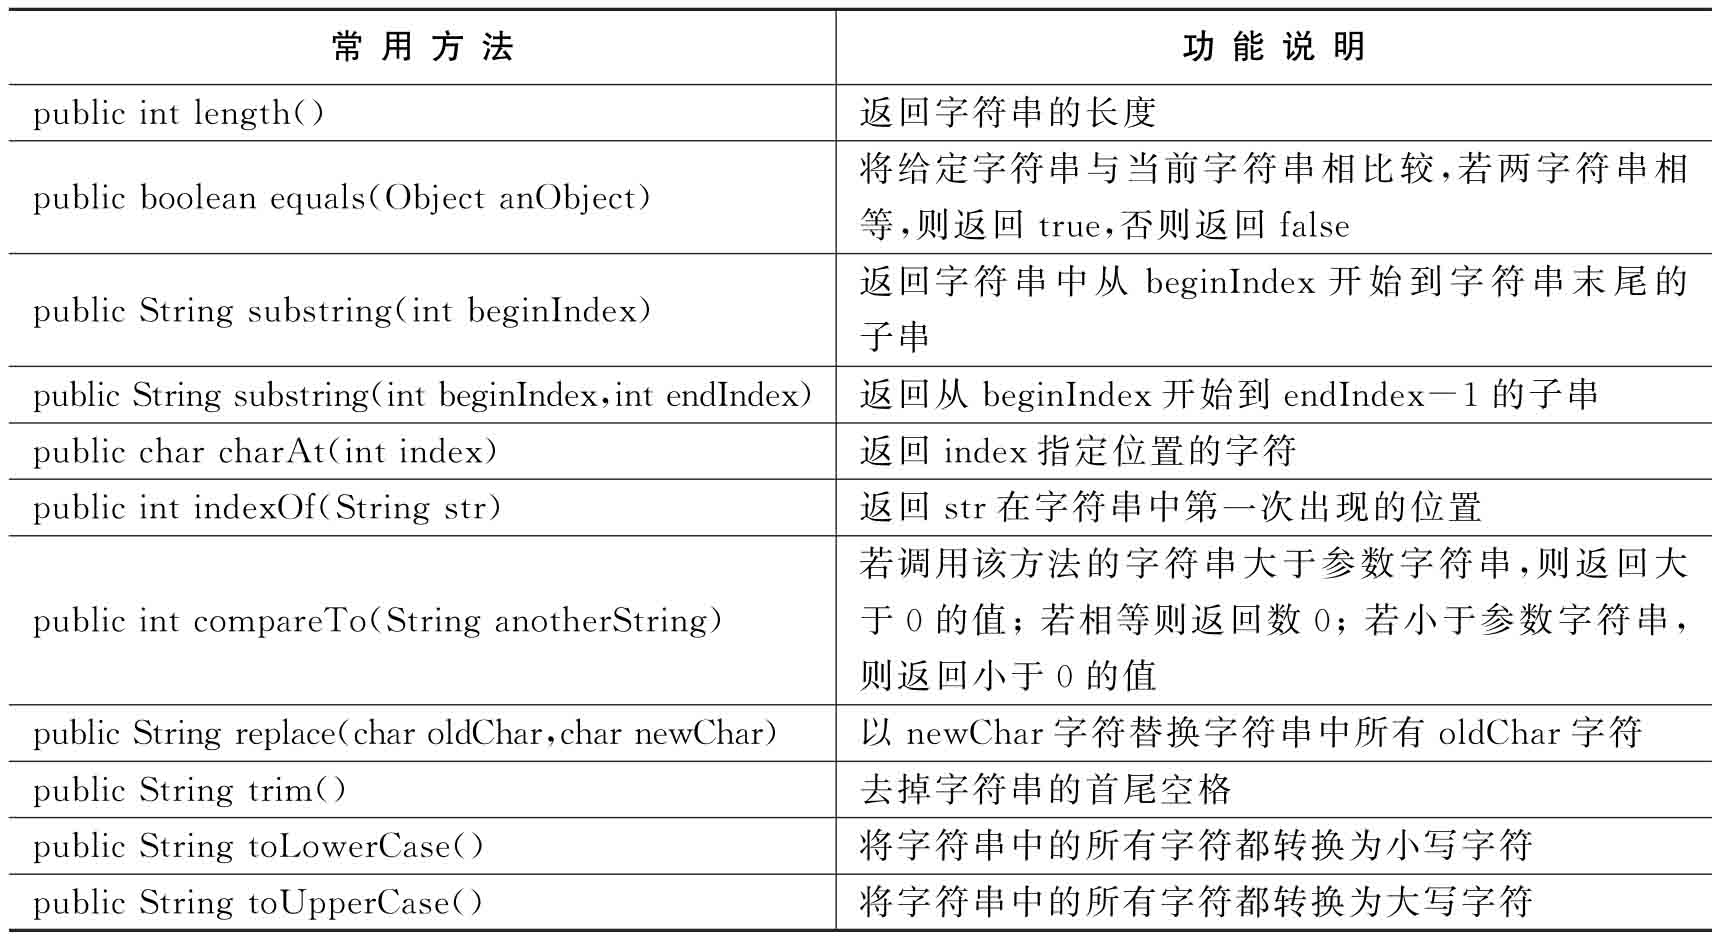 常用方法 功能说明
public int length() 返回字符串的长度
public boolean equals(Object anObject) 将给定字符串与当前字符串相比较,若两字符串相
等,则返回 true,否则返回 false
public String substring(int beginIndex) 返回字符串中从 beginIndex 开始到字符串末尾的
子串
public String substring(int beginIndex,int endIndex) 返回从 beginIndex 开始到 endIndex－1 的子串
public char charAt(int index) 返回 index 指定位置的字符
public int indexOf(String str) 返回 str 在字符串中第一次出现的位置
public int compareTo(String anotherString) 若调用该方法的字符串大于参数字符串,则返回大
于 0 的值; 若相等则返回数 0; 若小于参数字符串,
则返回小于 0 的值
public String replace(char oldChar,char newChar) 以 newChar 字符替换字符串中所有 oldChar 字符
public String trim() 去掉字符串的首尾空格
public String toLowerCase() 将字符串中的所有字符都转换为小写字符
public String toUpperCase() 将字符串中的所有字符都转换为大写字符